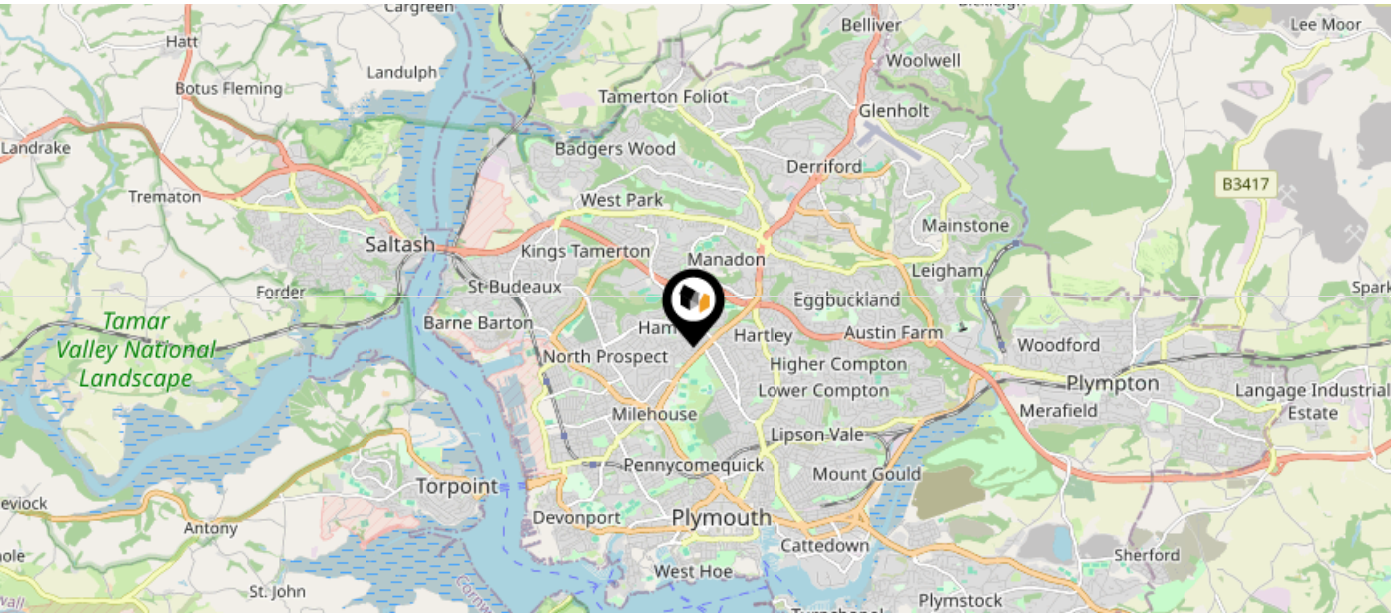 Cargreen
Hatt
Landulph
Botus Fleming
Landrake
Trematon
Saltash
Forder
Tamar
Valley National
Landscape
Belliver
Woolwell
Lee Moor
Tamerton Foliot
Glenholt
Badgers Wood
Derriford
B3417
West Park
Mainstone
Kings Tamerton
Manadon
Leigham
St Budeaux
Eggbuckland
Spark
Barne Barton
Ham
Hartley
Austin Farm
Woodford
North Prospect
Higher Compton
Plympton
Lower Compton
Langage Industrial
Estate
Milehouse
Merafield
Lipson Vale
Pennycomequick
Mount Gould
Torpoint
eviock
Antony
Devonport
Plymouth
Cattedown
Sherford
West Hoe
St. John
Plymstock